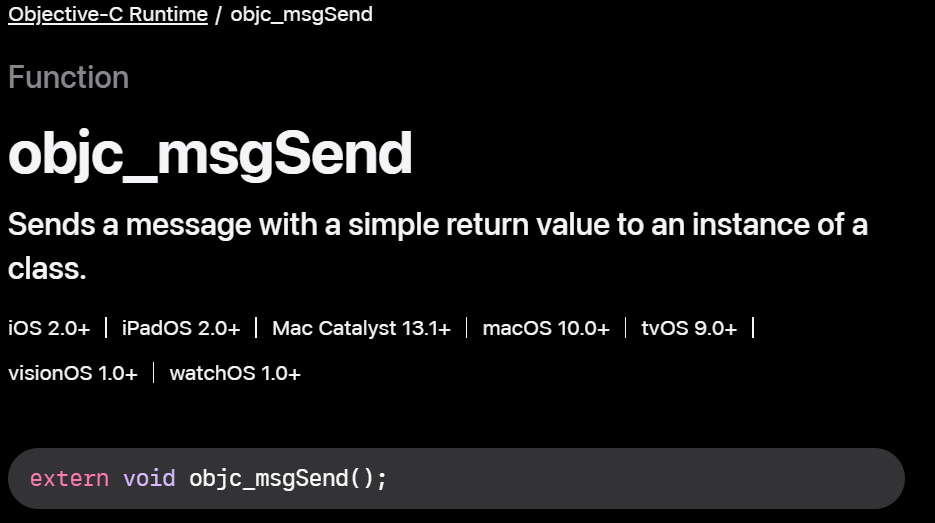 Objective-C Runtime / objc_msgSend
Function
objc_msgSend
Sends a message with a simple return value to an instance of a
class.
iOS 2.0+ | iPadOS 2.0+ | Mac Catalyst 13.1+ | macOS 10.0+ | tvOS 9.0+ |
visionOS 1.0+ | watchOS 1.0+
extern void objc_msgSend();